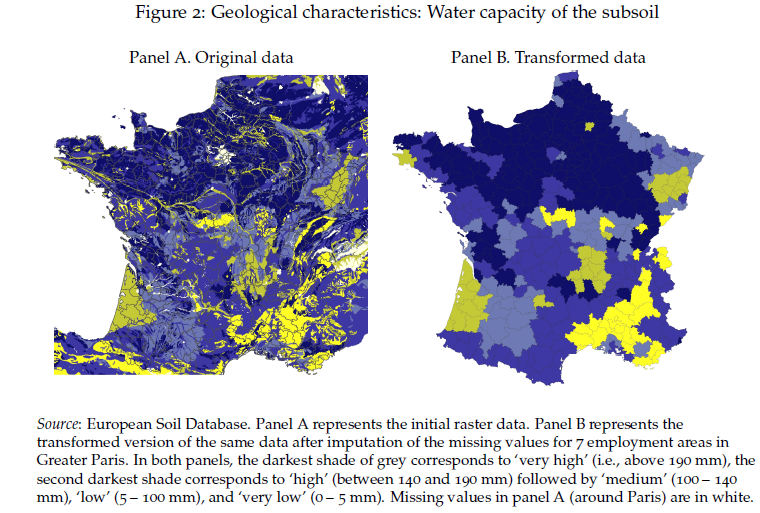 Figure 2: Geological characteristics: Water capacity of the subsoil
Panel A. Original data
Panel B. Transformed data
Source: European Soil Database. Panel A represents the initial raster data. Panel B represents the
transformed version of the same data after imputation of the missing values for 7 employment areas in
Greater Paris. In both panels, the darkest shade of grey corresponds to ‘very high’ (i.e., above 190 mm), the
second darkest shade corresponds to ‘high’ (between 140 and 190 mm) followed by ‘medium’ (100 – 140
mm), ‘low’ (5 – 100 mm), and ‘very low’ (0 – 5 mm). Missing values in panel A (around Paris) are in white.